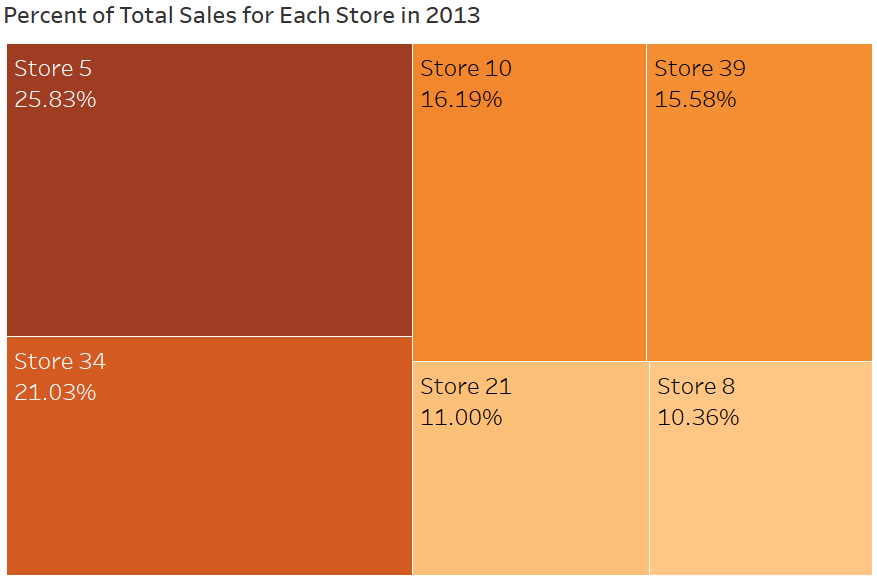 Percent of Total Sales for Each Store in 2013
Store 5
25.83%
Store 34
21.03%
Store 10
16.19%
Store 39
15.58%
Store 21
11.00%
Store 8
10.36%